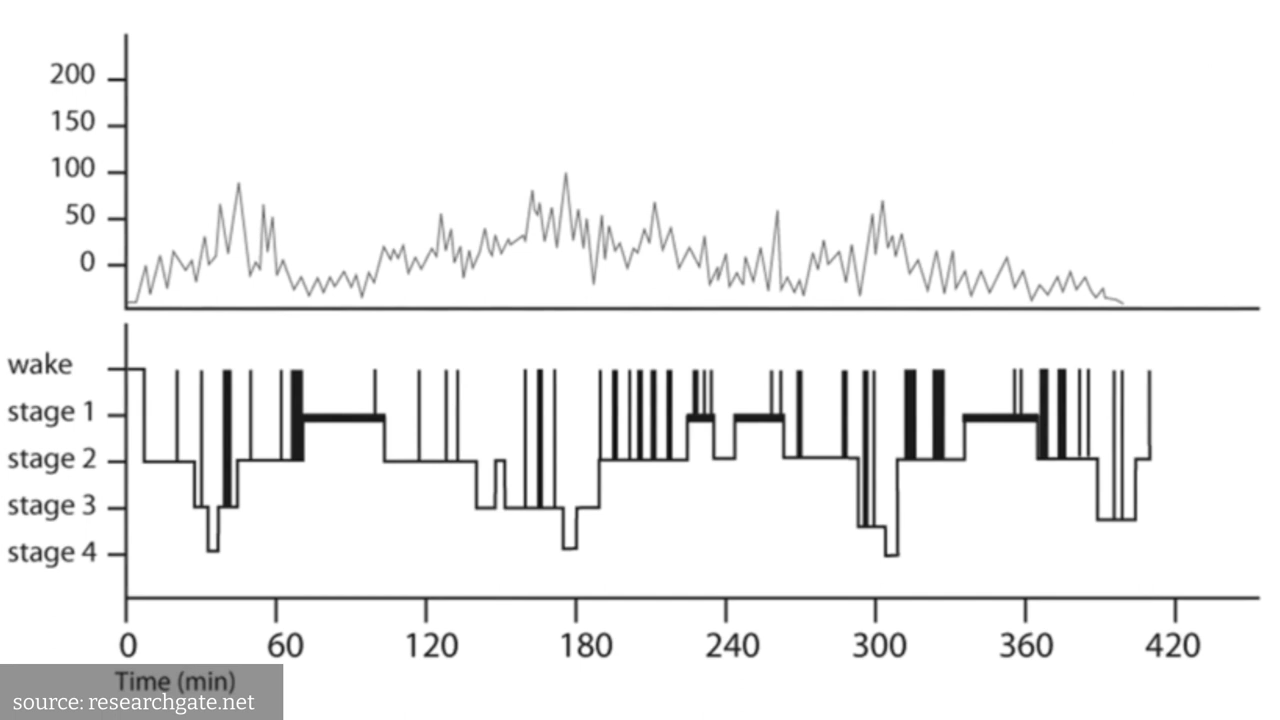 200
150
100
50
0
wake
stage 1
stage 2
stage 3
stage 4
0 60 120 180 240 300 360 420
Time (min)
source: researchgate.net